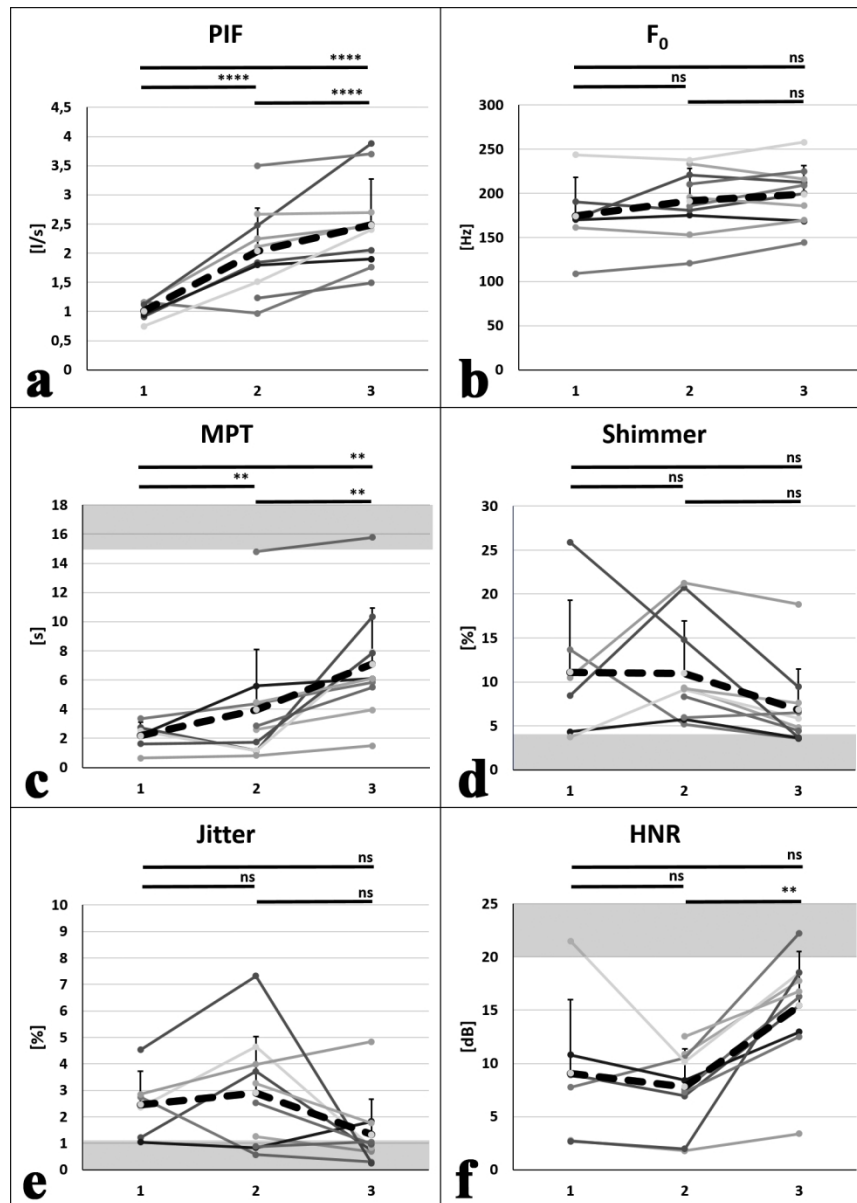 PIF
****
****
****
4,5
4
3,5
3
2,5
2
1,5
1
0,5
0
[l/s]
1 2 3
a
F0
ns
ns
ns
300
250
200
150
100
50
0
[Hz]
1 2 3
b
MPT
**
**
**
18
16
14
12
10
8
6
4
2
0
[s]
1 2 3
c
Shimmer
ns
ns
ns
30
25
20
15
10
5
0
[%]
1 2 3
d
Jitter
ns
ns
ns
10
9
8
7
6
5
4
3
2
1
0
[%]
1 2 3
e
HNR
ns
ns
**
25
20
15
10
5
0
[dB]
1 2 3
f